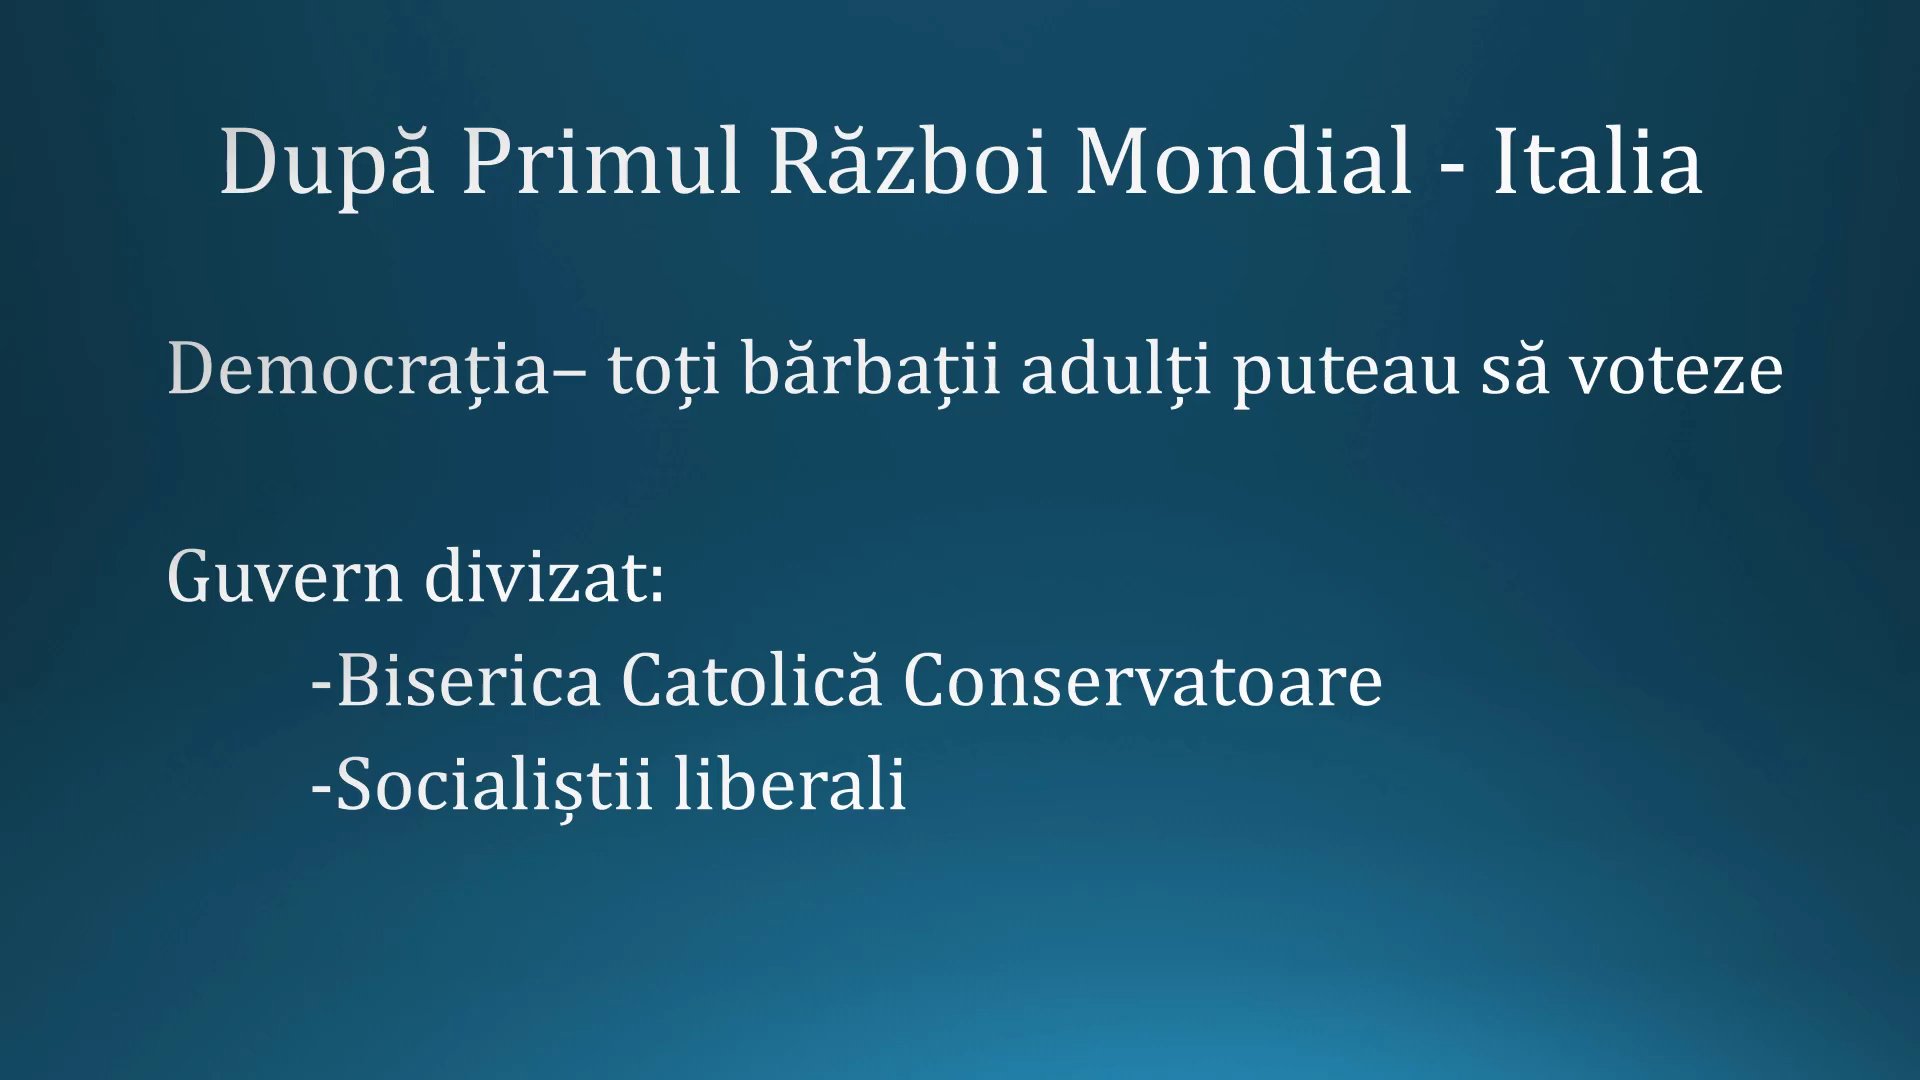 După Primul Război Mondial - Italia
Democrația– toți bărbații adulți puteau să voteze
Guvern divizat:
-Biserica Catolică Conservatoare
-Socialiștii liberali